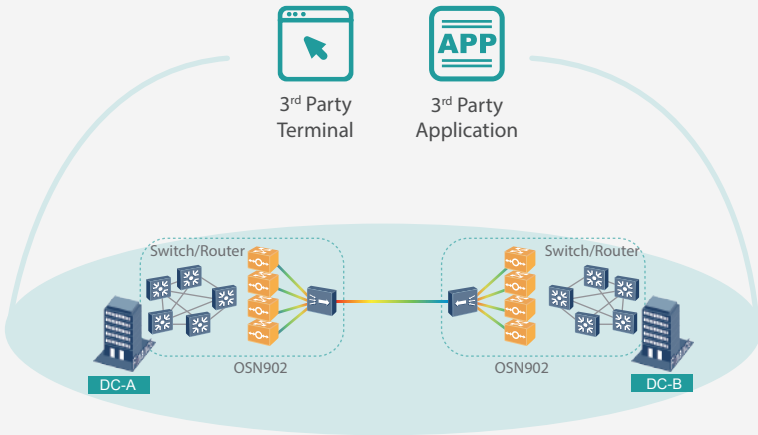 APP
3rd Party
Terminal
3rd Party
Application
Switch/Router
Switch/Router
OSN902
OSN902
DC-A
DC-B